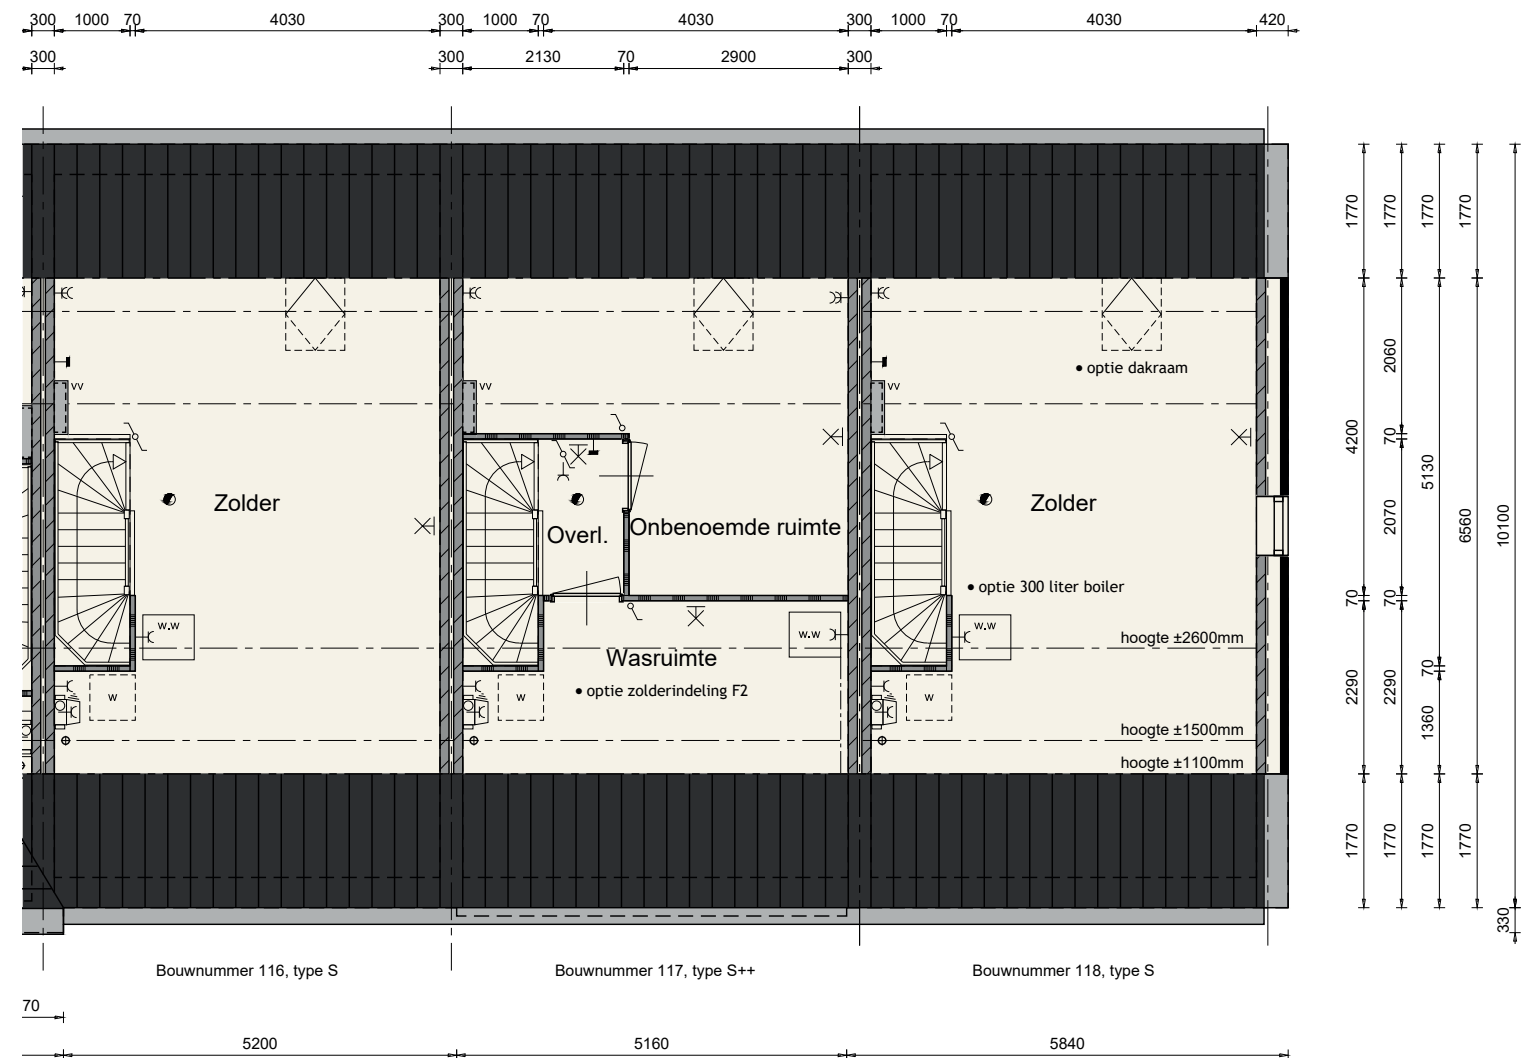 300 1000 70 4030 300 1000 70 4030 300 1000 70 4030 420
300 300 2130 70 2900 300
1770 1770 1770 1770
vv vv vv
• optie dakraam
2060
4200 70 5130 6560 10100
Zolder Overl. Onbenoemde ruimte Zolder
2070
• optie 300 liter boiler
70 70
w.w w.w w.w
hoogte ±2600mm
Wasruimte
• optie zolderindeling F2
w w w
70
2290 2290 1360
hoogte ±1500mm
hoogte ±1100mm
1770 1770 1770 1770
330
Bouwnummer 116, type S Bouwnummer 117, type S++ Bouwnummer 118, type S
70
5200 5160 5840